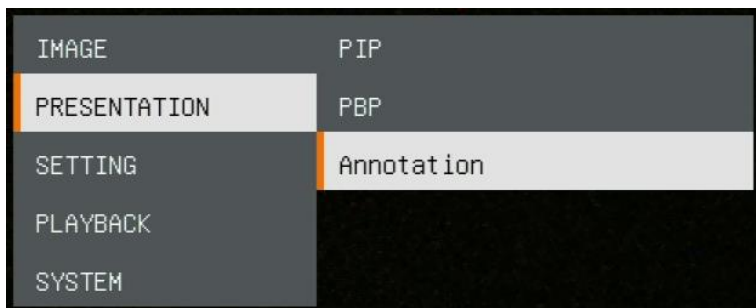 IMAGE
PRESENTATION
SETTING
PLAYBACK
SYSTEM
PIP
PBP
Annotation